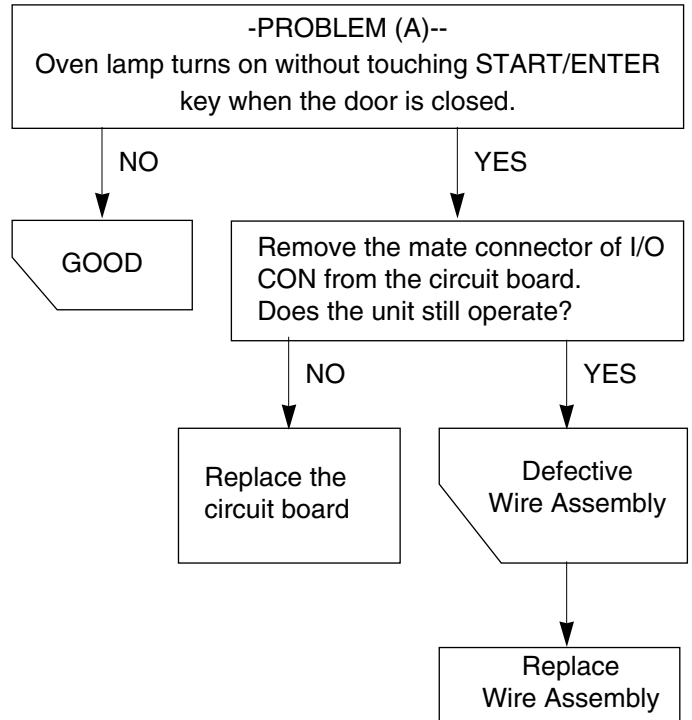 -PROBLEM (A)--
Oven lamp turns on without touching START/ENTER
key when the door is closed.
NO
YES
GOOD
Remove the mate connector of I/O
CON from the circuit board.
Does the unit still operate?
NO
YES
Replace the
circuit board
Defective
Wire Assembly
Replace
Wire Assembly